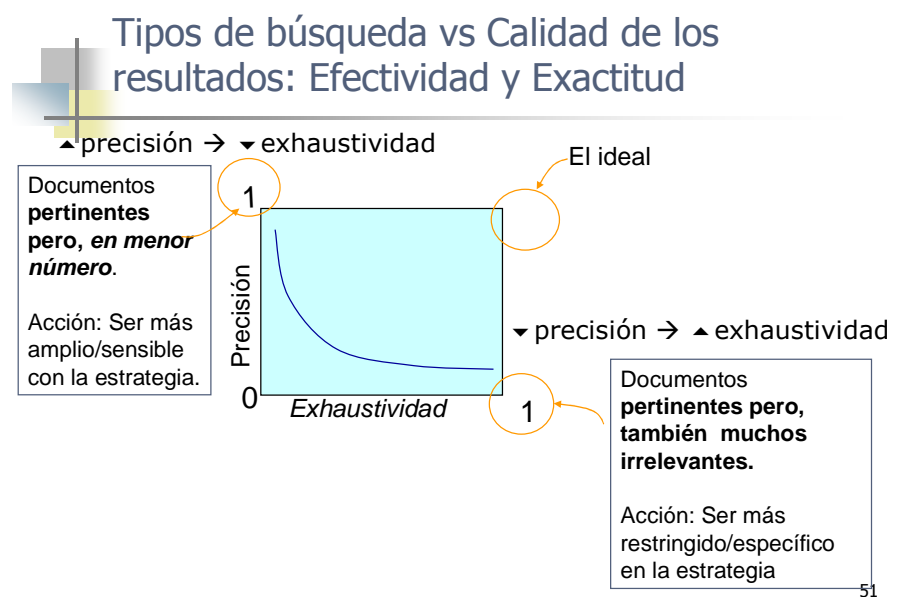 Tipos de búsqueda vs Calidad de los
resultados: Efectividad y Exactitud
▲precisión → ▼exhaustividad
El ideal
Documentos
pertinentes
pero, en menor
número.
Acción: Ser más
amplio/sensible
con la estrategia.
1
Precisión
0
Exhaustividad
1
▼precisión → ▲exhaustividad
Documentos
pertinentes pero,
también muchos
irrelevantes.
Acción: Ser más
restringido/específico
en la estrategia
51